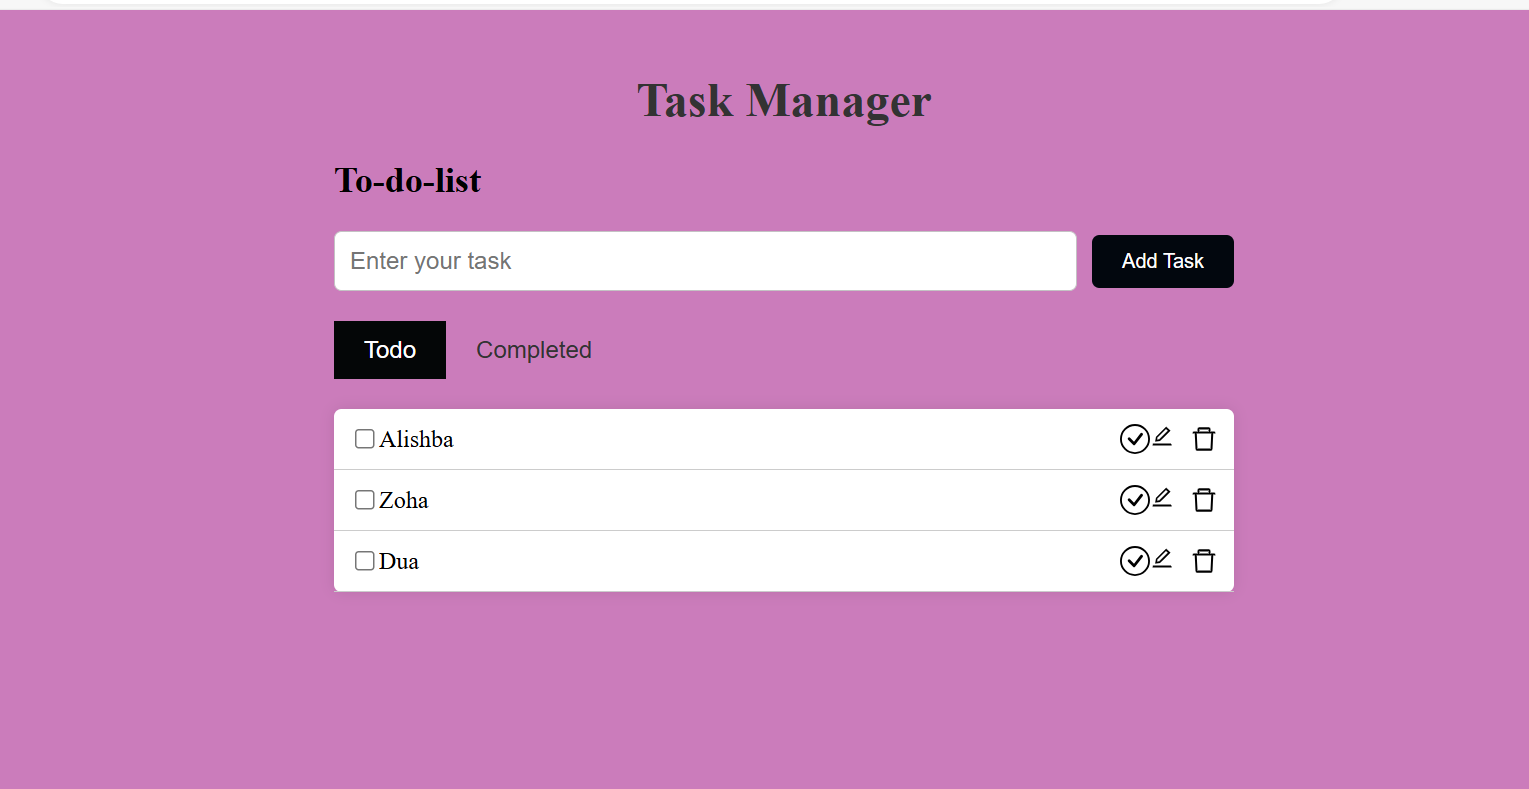 Task Manager
To-do-list
Enter your task
Add Task
Todo
Completed
Alishba
Zoha
Dua